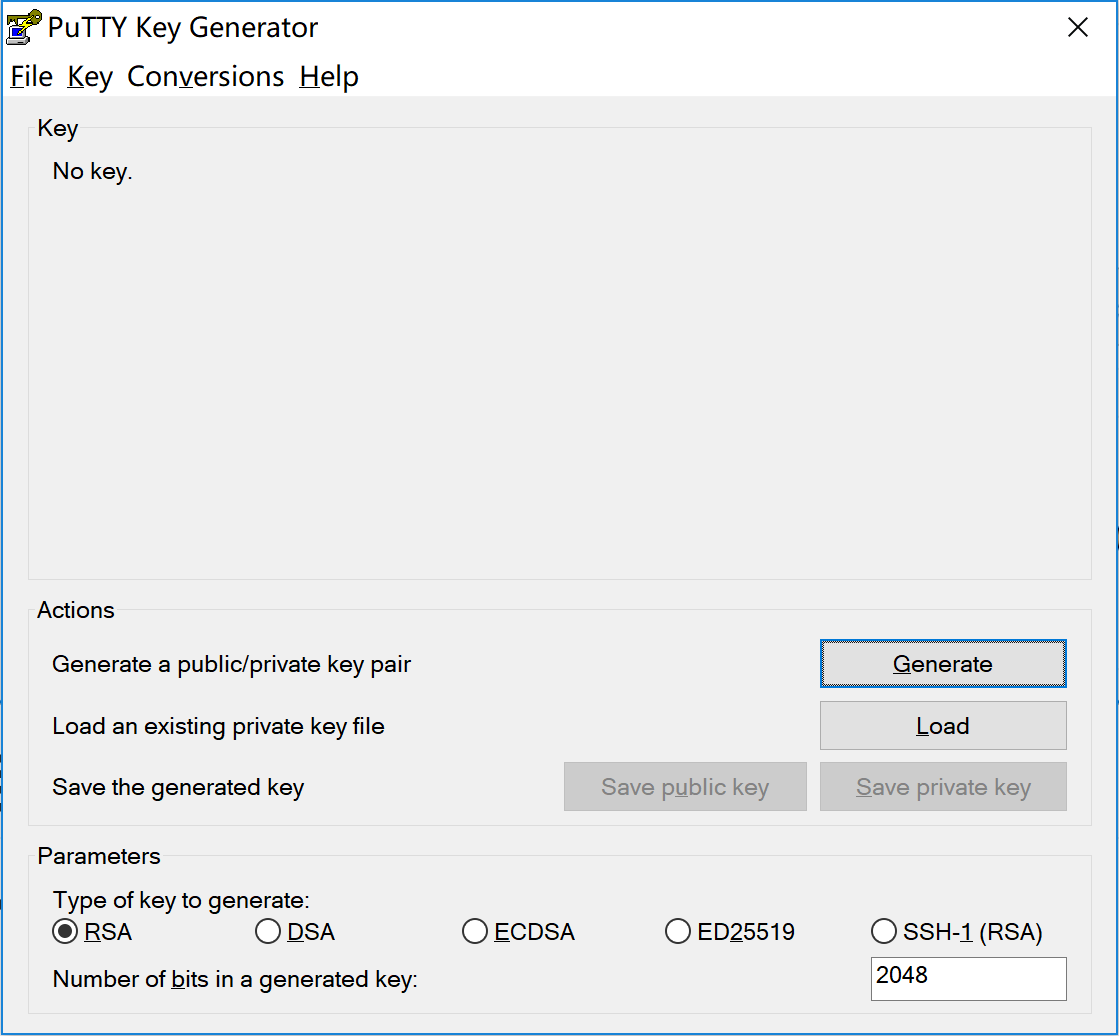 PuTTY Key Generator
File Key Conversions Help
Key
No key.
Actions
Generate a public/private key pair
Generate
Load an existing private key file
Load
Save the generated key
Save public key
Save private key
Parameters
Type of key to generate:
RSA DSA ECDSA ED25519 SSH-1 (RSA)
Number of bits in a generated key:
2048